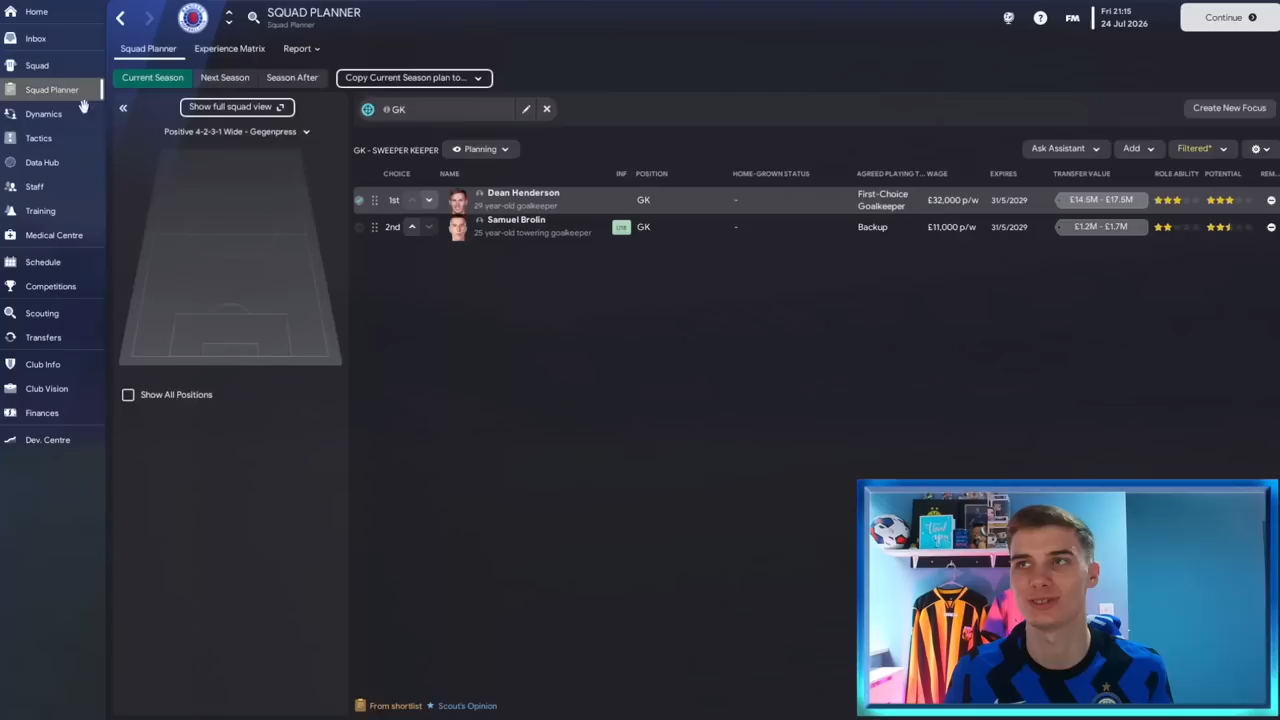 Home
Inbox
Squad
Squad Planner
Dynamics
Tactics
Data Hub
Staff
Training
Medical Centre
Schedule
Competitions
Scouting
Transfers
Club Info
Club Vision
Finances
Dev. Centre
SQUAD PLANNER
Squad Planner
FM
Fri 21:15
24 Jul 2026
Continue
Squad Planner Experience Matrix Report
Current Season Next Season Season After Copy Current Season plan to...
Show full squad view
Positive 4-2-3-1 Wide - Gegenpress
Show All Positions
GK
Create New Focus
GK - SWEEPER KEEPER Planning Ask Assistant Add Filtered*
CHOICE NAME INF POSITION HOME-GROWN STATUS AGREED PLAYING T... WAGE EXPIRES TRANSFER VALUE ROLE ABILITY POTENTIAL REM...
1st Dean Henderson
29 year-old goalkeeper
GK - First-Choice
Goalkeeper
£32,000 p/w 31/5/2029 £14.5M - £17.5M
2nd Samuel Brolin
25 year-old towering goalkeeper
U18 GK - Backup £11,000 p/w 31/5/2029 £1.2M - £1.7M
From shortlist Scout's Opinion
thank
you